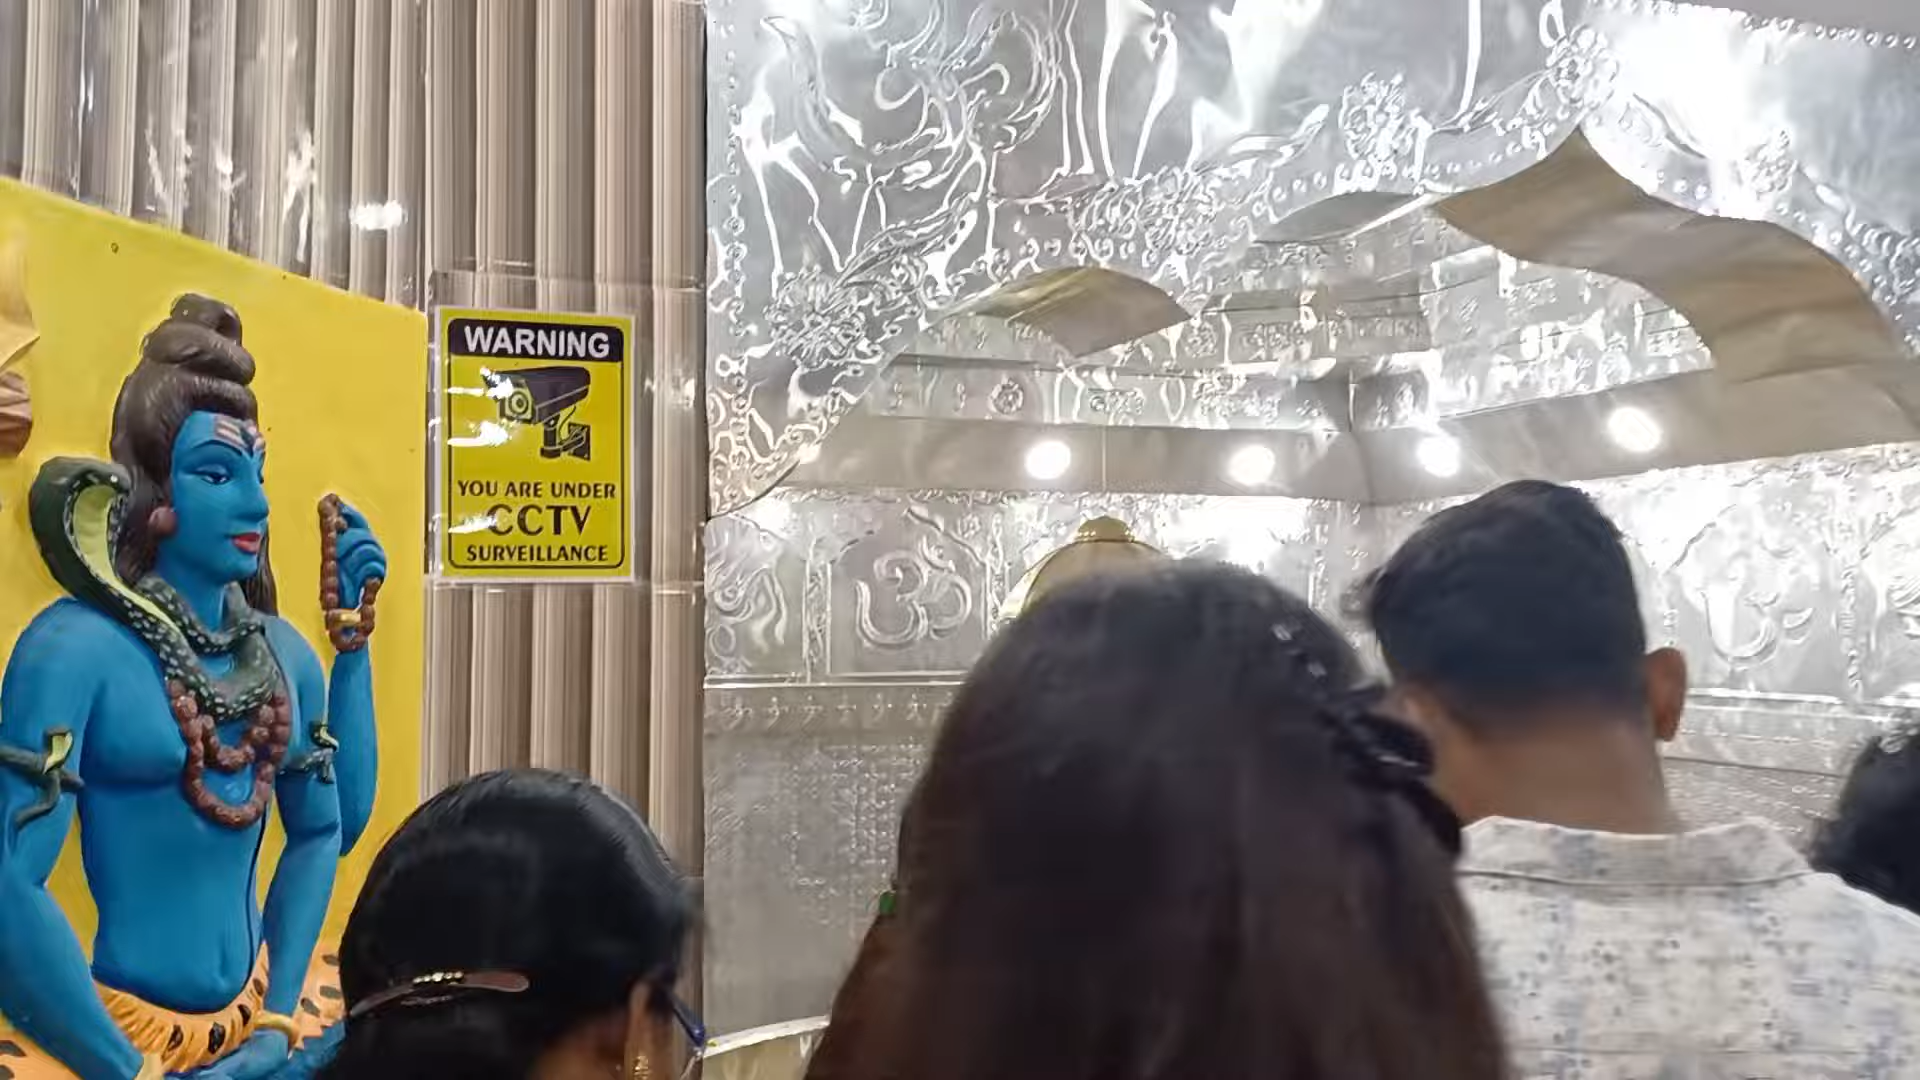 WARNING
YOU ARE UNDER
CCTV
SURVEILLANCE
ॐ
ॐ